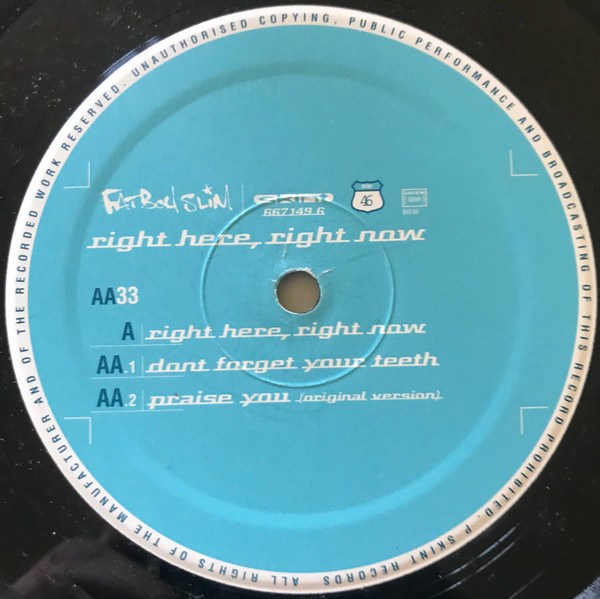 FATBOY SLIM
667149.6
46
right here, right now
AA33
A right here, right now
AA.1 dont forget your teeth
AA.2 praise you (original version)
ALL RIGHTS OF THE MANUFACTURER AND OF THE RECORDED WORK RESERVED. UNAUTHORISED COPYING, PUBLIC PERFORMANCE AND BROADCASTING OF THIS RECORD PROHIBITED. P SKINT RECORDS